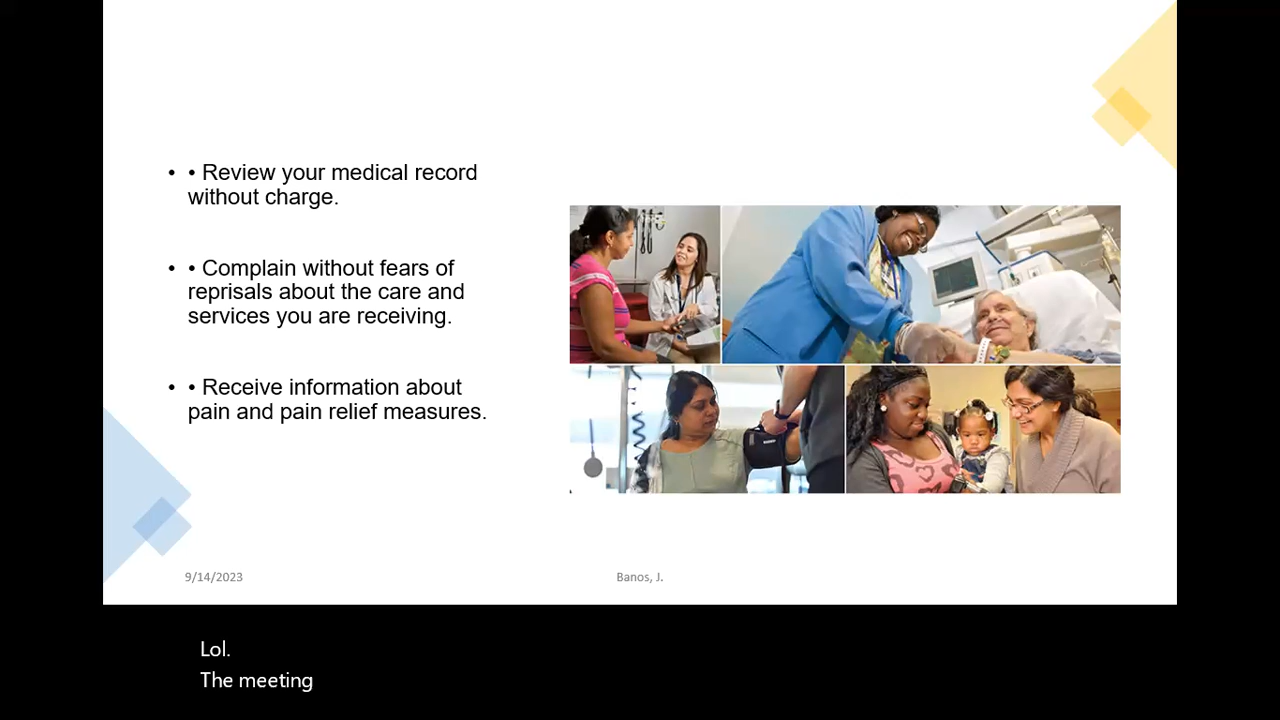 • • Review your medical record
without charge.
• • Complain without fears of
reprisals about the care and
services you are receiving.
• • Receive information about
pain and pain relief measures.
9/14/2023
Banos, J.
Lol.
The meeting